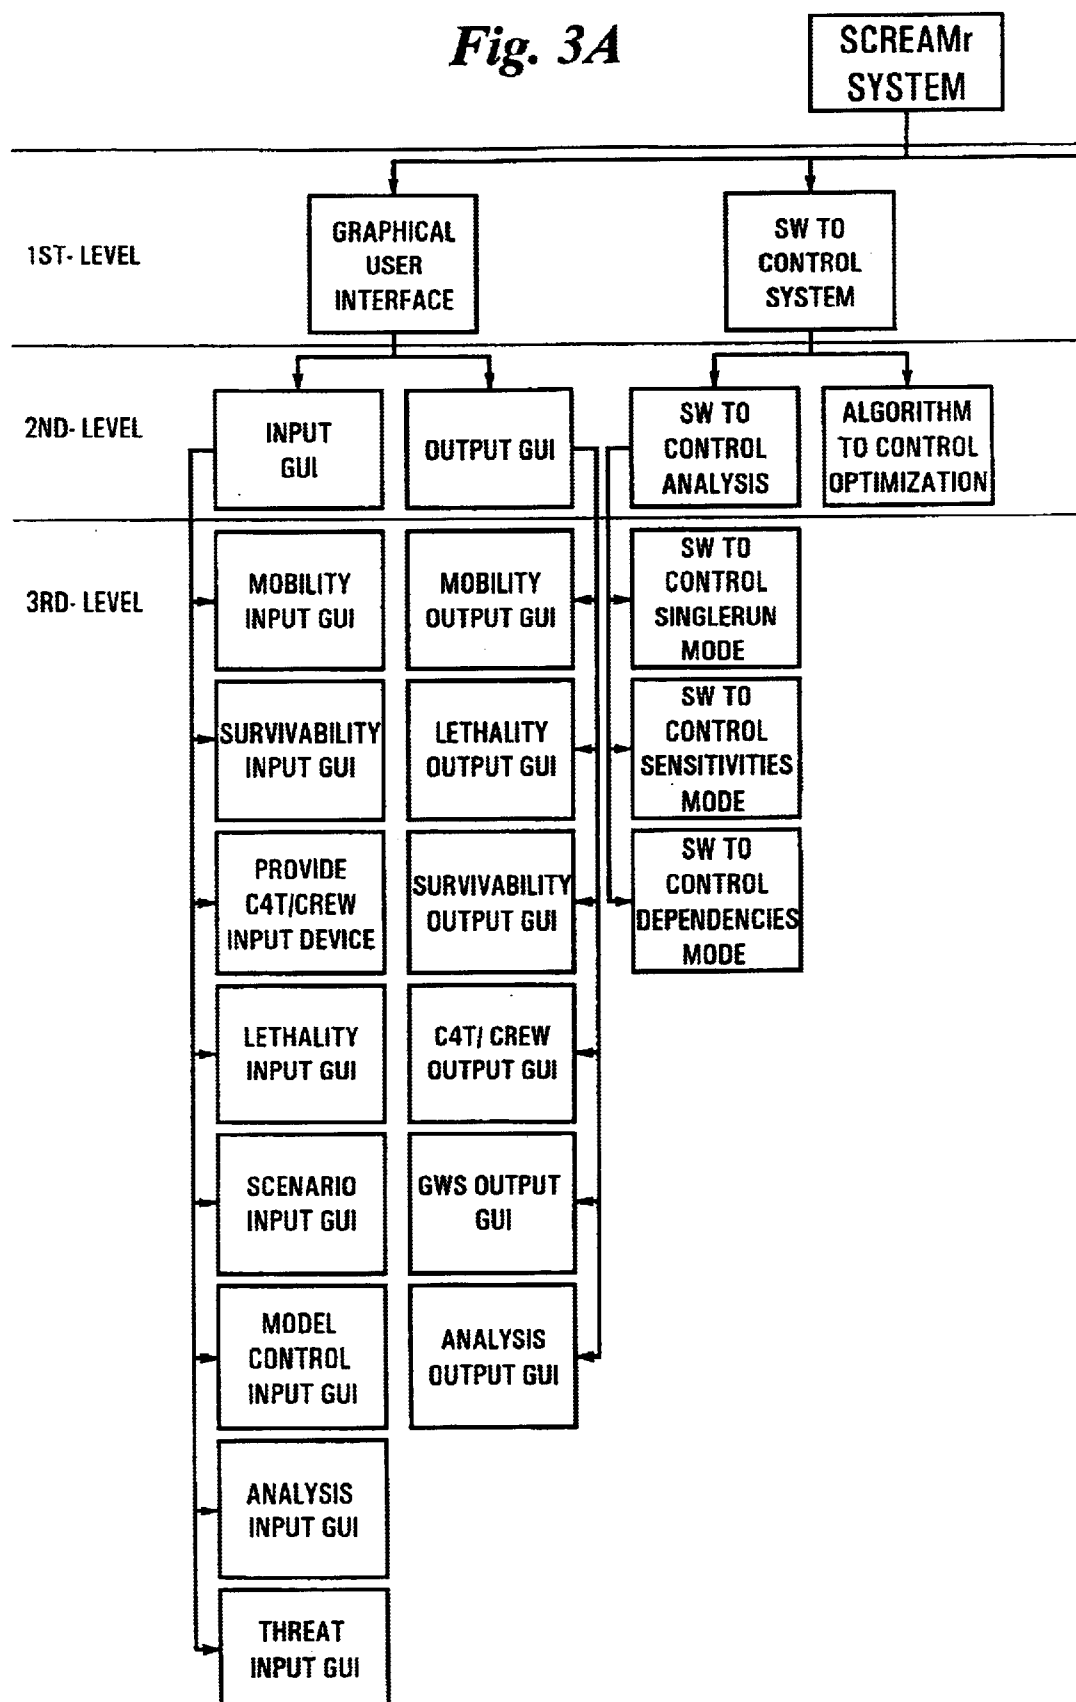 Fig. 3A
SCREAMr
SYSTEM
1ST- LEVEL
GRAPHICAL
USER
INTERFACE
SW TO
CONTROL
SYSTEM
2ND- LEVEL
INPUT
GUI
OUTPUT GUI
SW TO
CONTROL
ANALYSIS
ALGORITHM
TO CONTROL
OPTIMIZATION
3RD- LEVEL
MOBILITY
INPUT GUI
MOBILITY
OUTPUT GUI
SW TO
CONTROL
SINGLERUN
MODE
SURVIVABILITY
INPUT GUI
LETHALITY
OUTPUT GUI
SW TO
CONTROL
SENSITIVITIES
MODE
PROVIDE
C4T/CREW
INPUT DEVICE
SURVIVABILITY
OUTPUT GUI
SW TO
CONTROL
DEPENDENCIES
MODE
LETHALITY
INPUT GUI
C4T/ CREW
OUTPUT GUI
SCENARIO
INPUT GUI
GWS OUTPUT
GUI
MODEL
CONTROL
INPUT GUI
ANALYSIS
OUTPUT GUI
ANALYSIS
INPUT GUI
THREAT
INPUT GUI